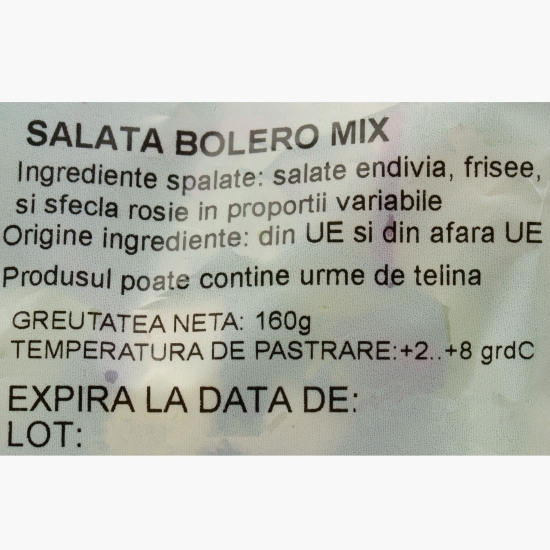 SALATA BOLERO MIX
Ingrediente spalate: salate endivia, frisee,
si sfecla rosie in proportii variabile
Origine ingrediente: din UE si din afara UE
Produsul poate contine urme de telina
GREUTATEA NETA: 160g
TEMPERATURA DE PASTRARE:+2..+8 grdC
EXPIRA LA DATA DE:
LOT: